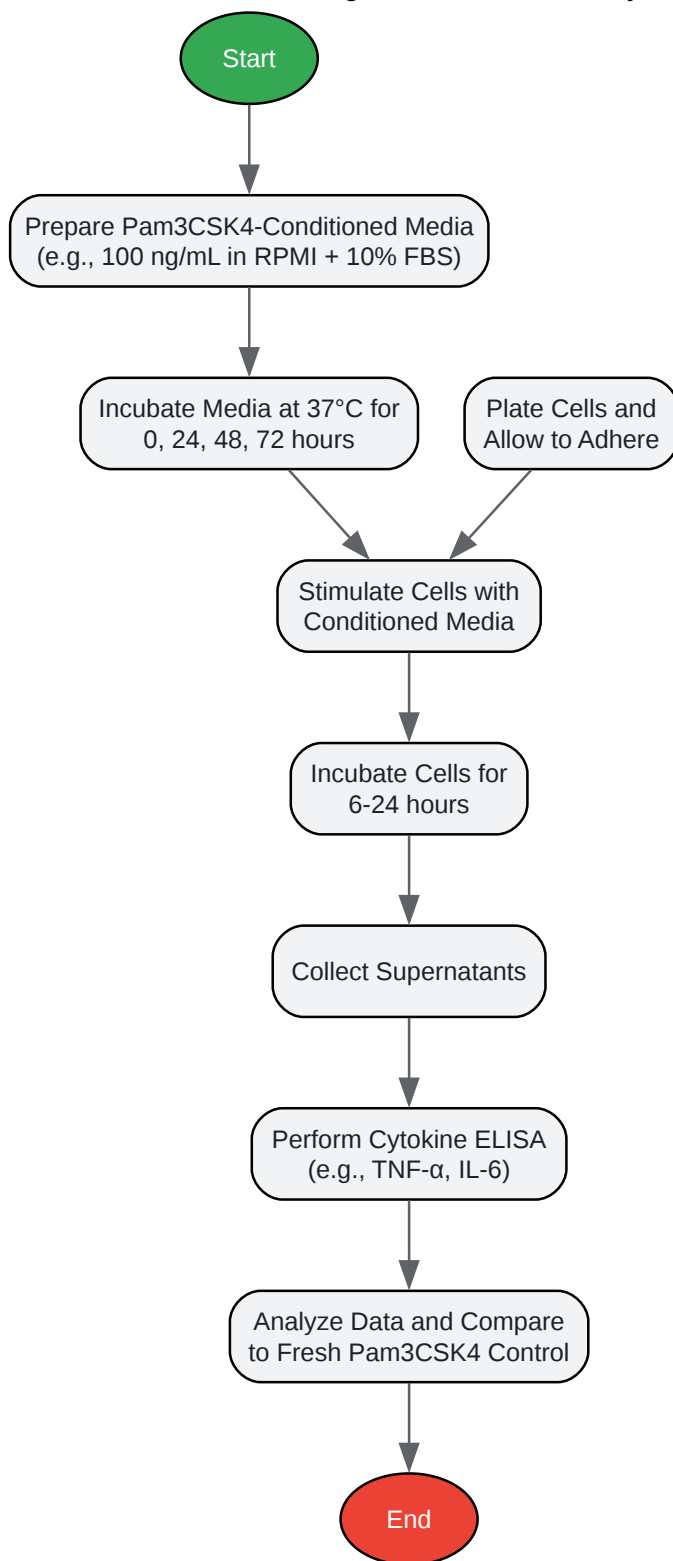 Start
Prepare Pam3CSK4-Conditioned Media
(e.g., 100 ng/mL in RPMI + 10% FBS)
Incubate Media at 37°C for
0, 24, 48, 72 hours
Plate Cells and
Allow to Adhere
Stimulate Cells with
Conditioned Media
Incubate Cells for
6-24 hours
Collect Supernatants
Perform Cytokine ELISA
(e.g., TNF-α, IL-6)
Analyze Data and Compare
to Fresh Pam3CSK4 Control
End